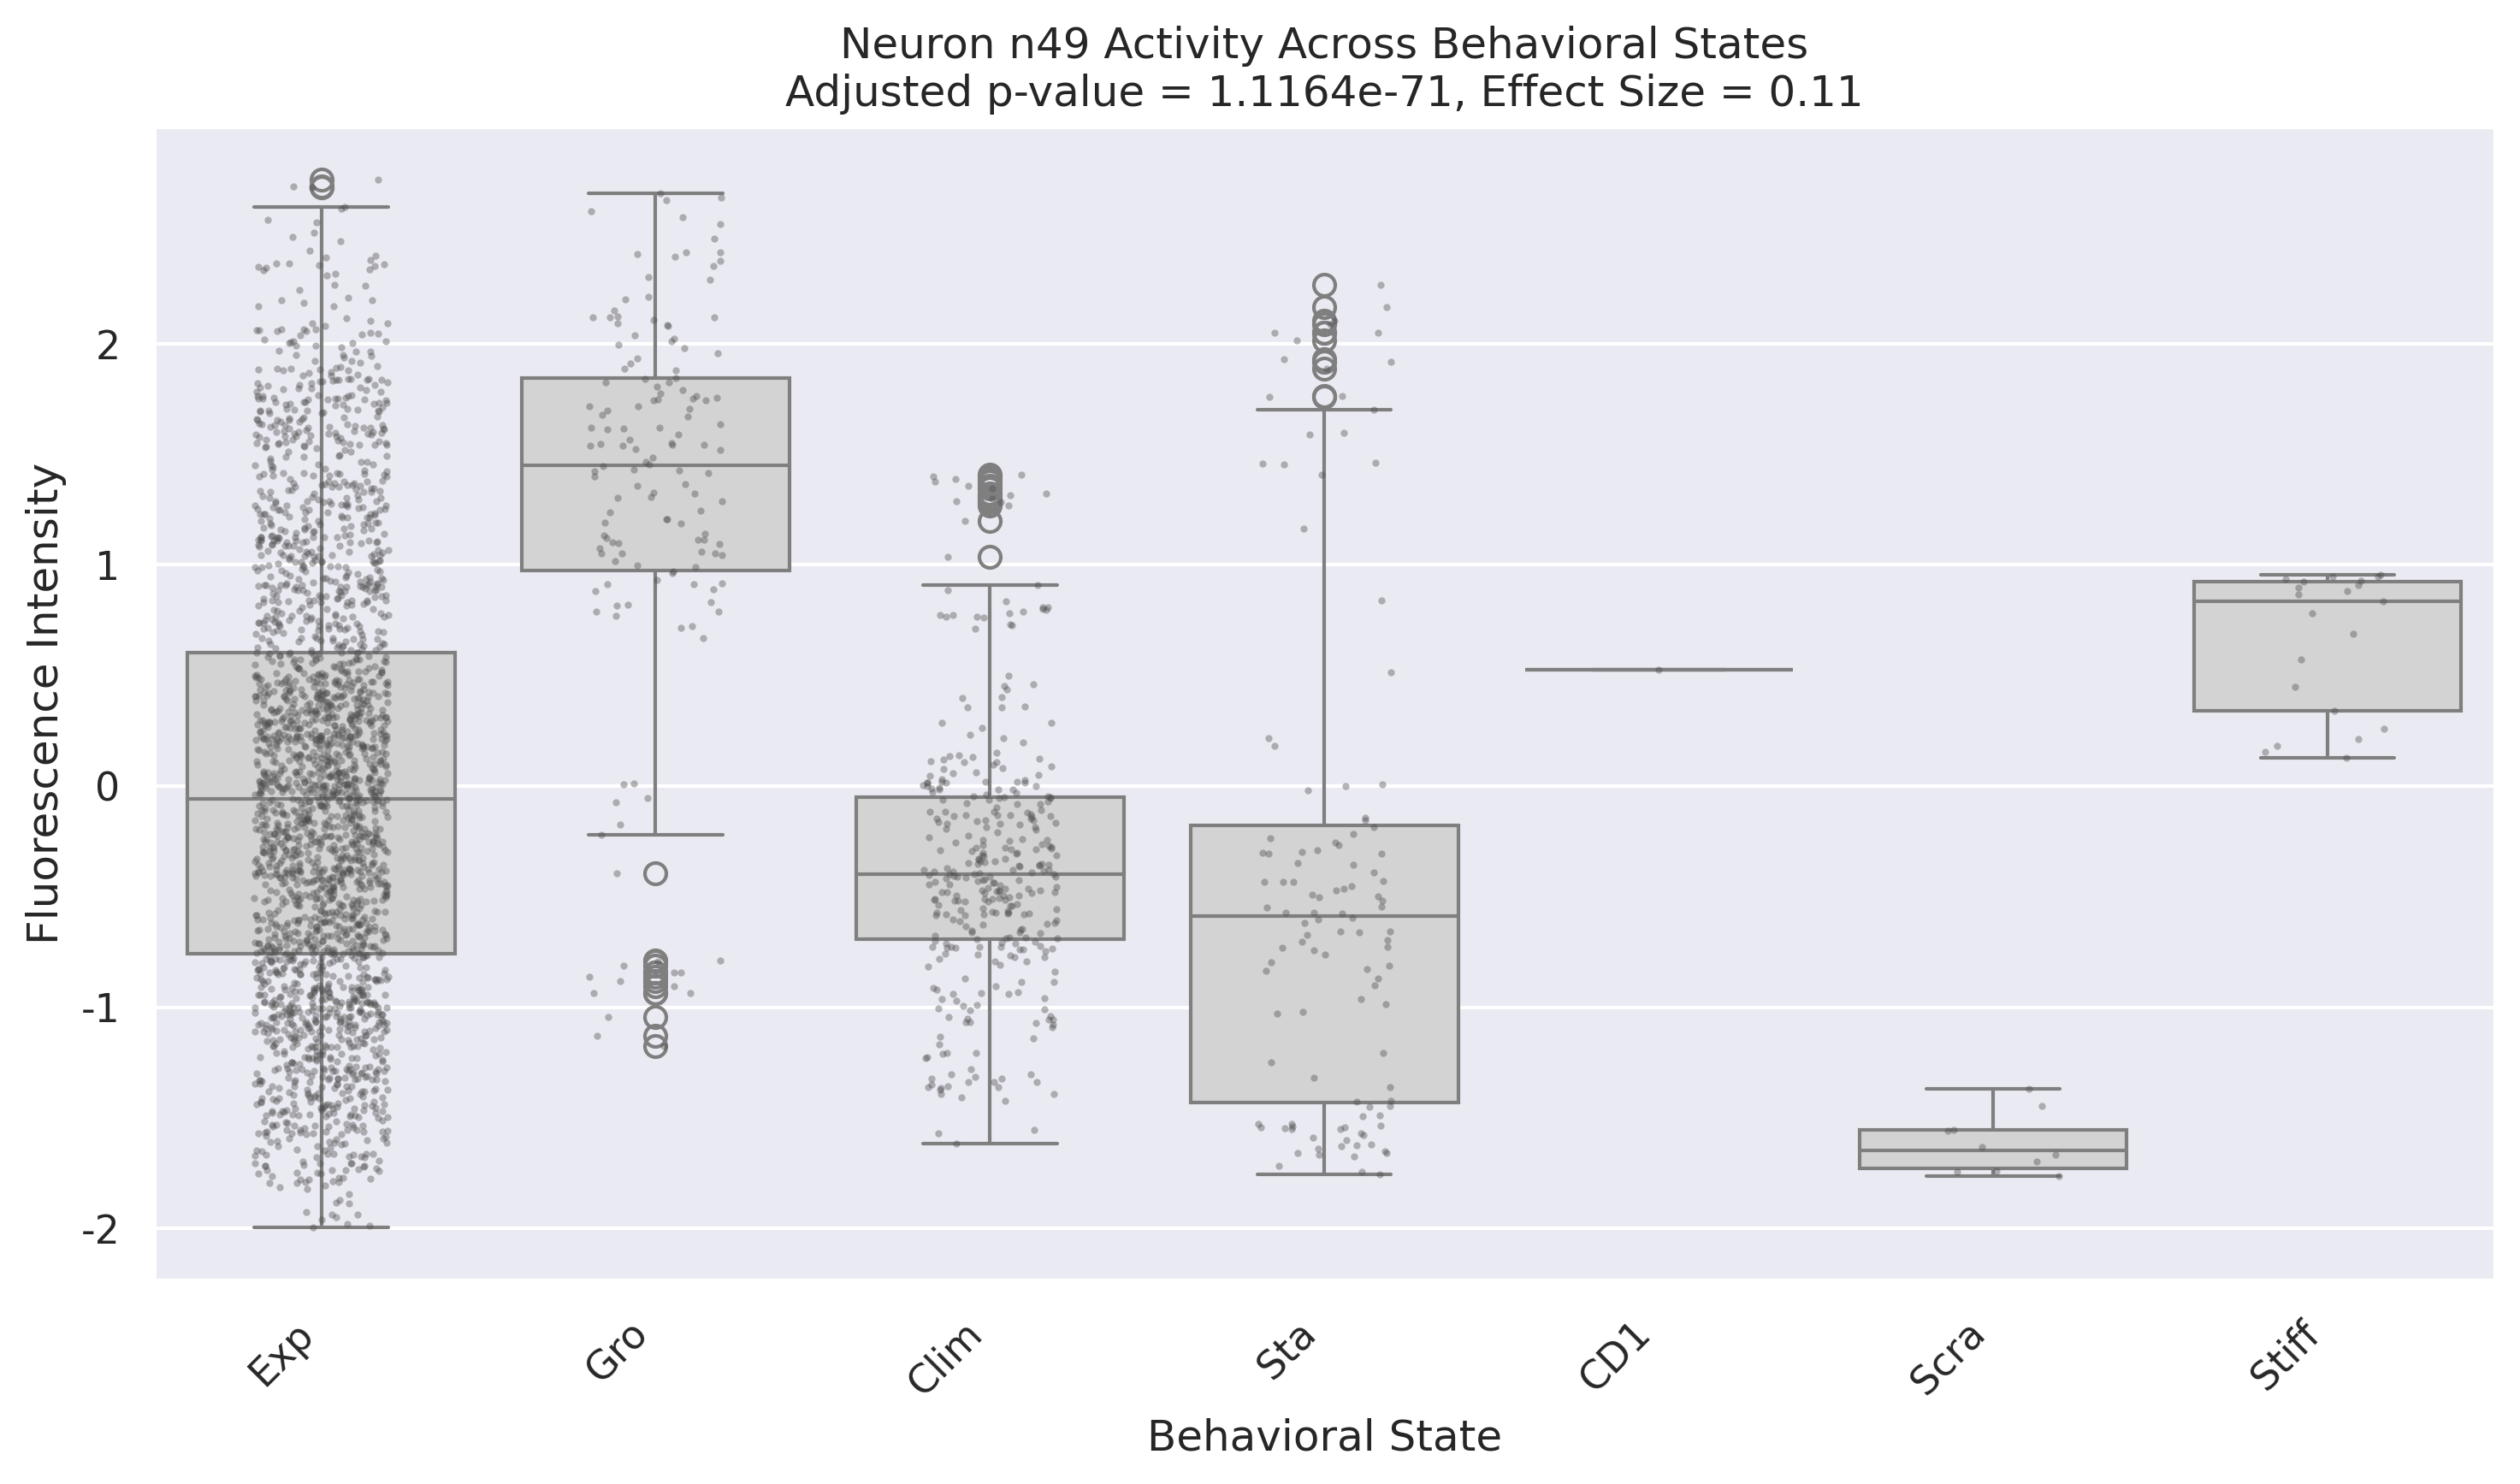 Neuron n49 Activity Across Behavioral States
Adjusted p-value = 1.1164e-71, Effect Size = 0.11
Fluorescence Intensity
2
1
0
-1
-2
Exp
Gro
Clim
Sta
CD1
Scra
Stiff
Behavioral State